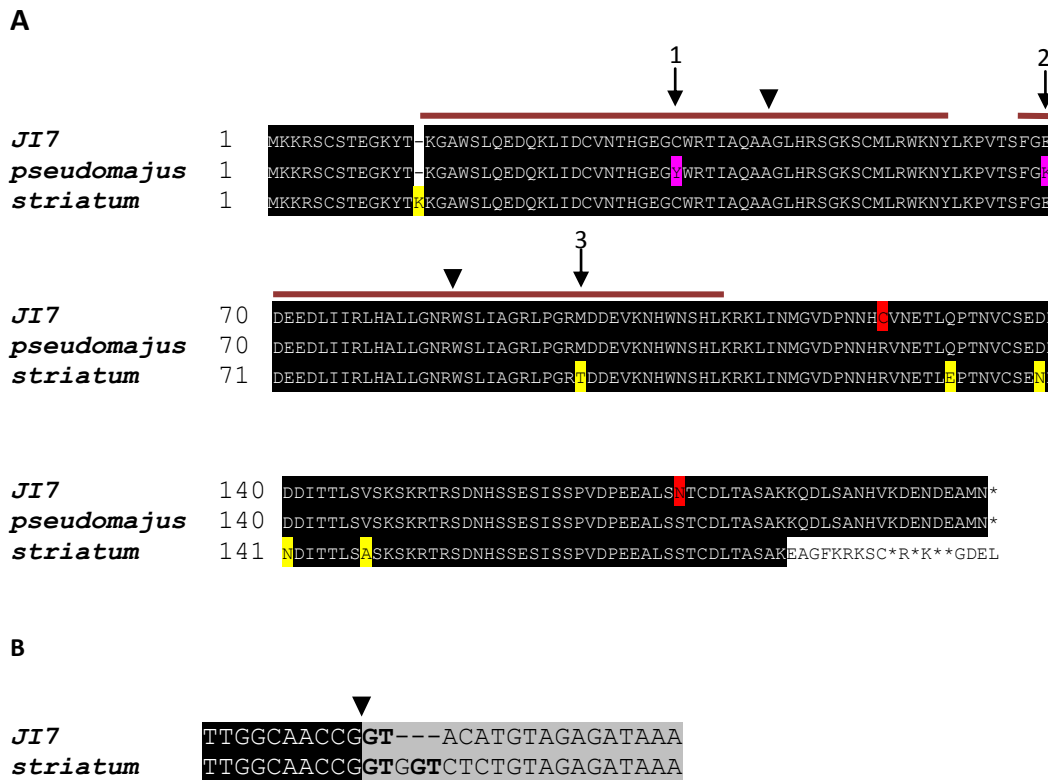 A
1 2
JI7 1 MKKRSCSTEGKYT-KGAWSLQEDQKLIDCVNTHGEGCWRTIAQAAGLHRSGKSCMLRWKNYLKPVTSFGE
pseudomajus 1 MKKRSCSTEGKYT-KGAWSLQEDQKLIDCVNTHGEGYWRTIAQAAGLHRSGKSCMLRWKNYLKPVTSFGK
striatum 1 MKKRSCSTEGKYTKKGAWSLQEDQKLIDCVNTHGEGCWRTIAQAAGLHRSGKSCMLRWKNYLKPVTSFGE
3
JI7 70 DEEDLIIRLHALLGNRWSLIAGRLPGRMDDEVKNHWNSHLKRKLINMGVDPNNHCVNETLQPTNVCSED
pseudomajus 70 DEEDLIIRLHALLGNRWSLIAGRLPGRMDDEVKNHWNSHLKRKLINMGVDPNNHRVNETLQPTNVCSED
striatum 71 DEEDLIIRLHALLGNRWSLIAGRLPGRTDDEVKNHWNSHLKRKLINMGVDPNNHRVNETLEPTNVCSEN
JI7 140 DDITTLSVSKSKRTRSDNHSSESISSPVDPEEALSNTCDLTASAKKQDLSANHVKDENDEAMN*
pseudomajus 140 DDITTLSVSKSKRTRSDNHSSESISSPVDPEEALSSTCDLTASAKKQDLSANHVKDENDEAMN*
striatum 141 NDITTLSASKSKRTRSDNHSSESISSPVDPEEALSSTCDLTASAKEAGFKRKSC*R*K**GDEL
B
JI7 TTGGCAACCGGT---ACATGTAGAGATAAA
striatum TTGGCAACCGGTGGTCTCTGTAGAGATAAA